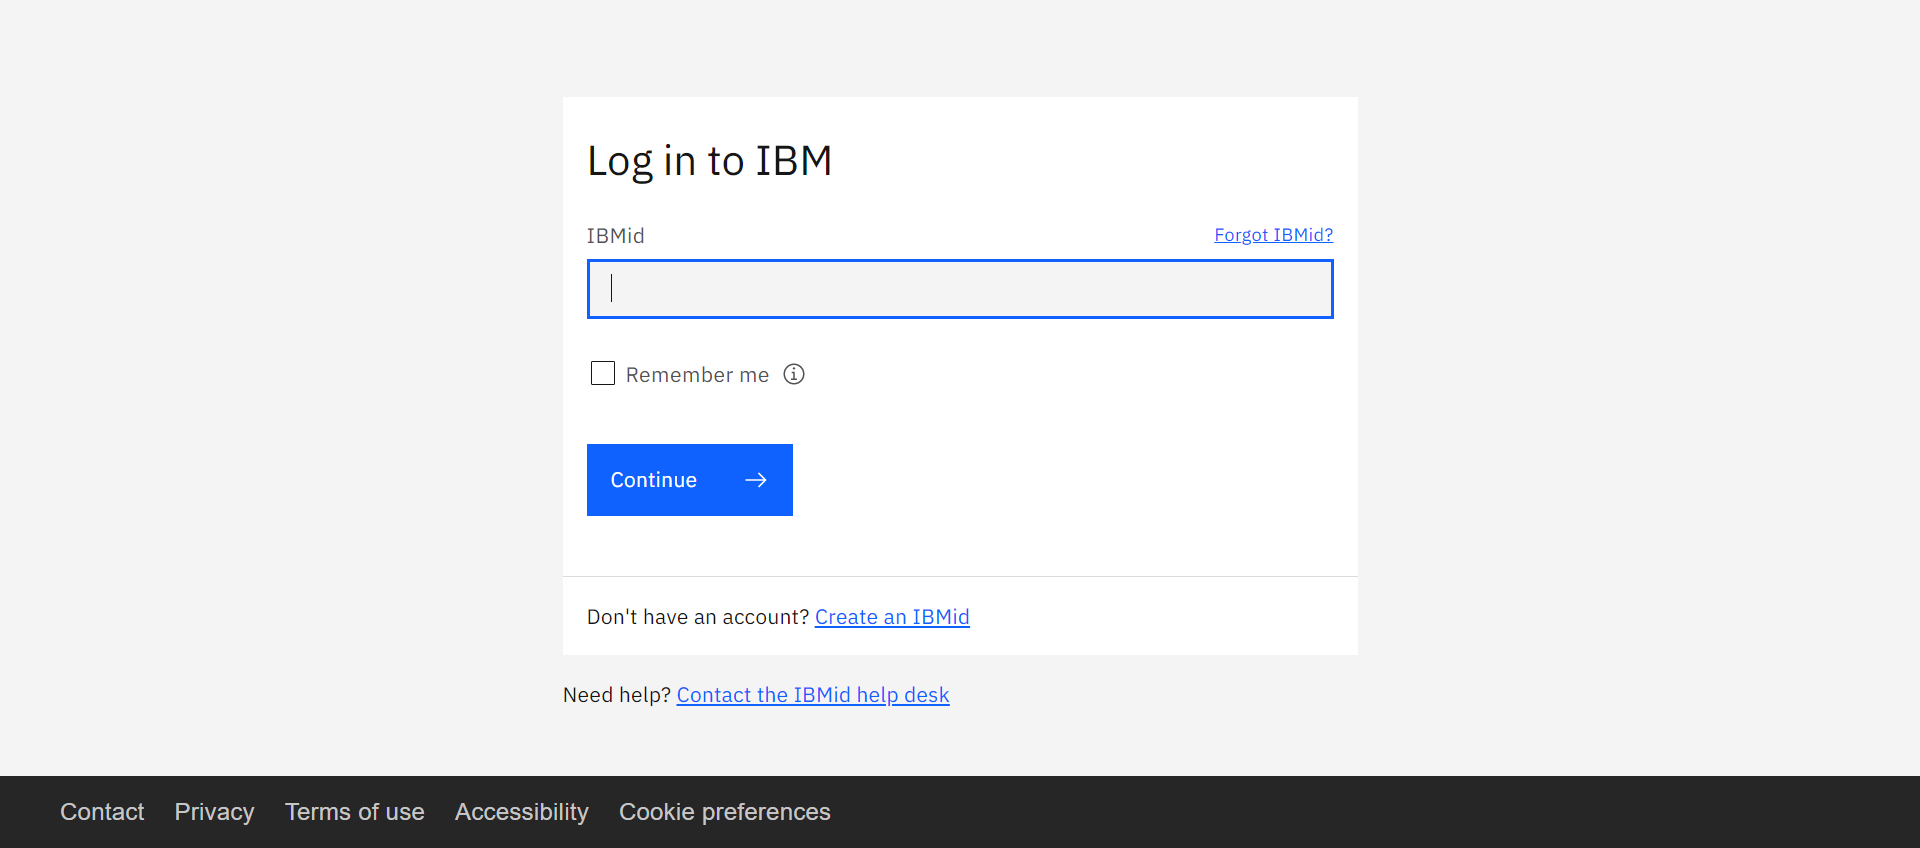 Log in to IBM
IBMid
Forgot IBMid?
Remember me
Continue
Don't have an account? Create an IBMid
Need help? Contact the IBMid help desk
Contact Privacy Terms of use Accessibility Cookie preferences